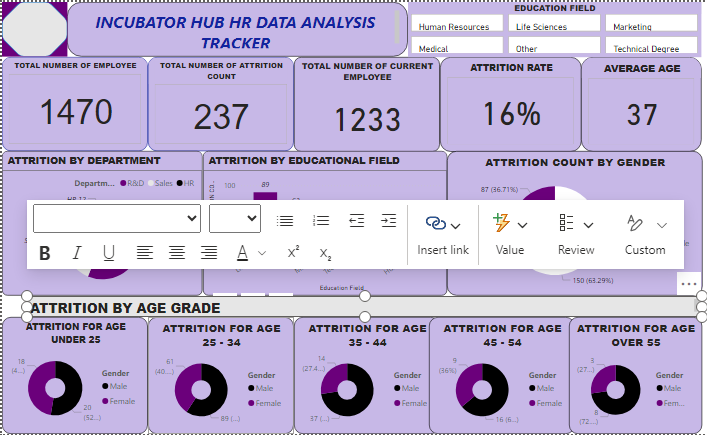 INCUBATOR HUB HR DATA ANALYSIS
TRACKER
EDUCATION FIELD
Human Resources
Life Sciences
Marketing
Medical
Other
Technical Degree
TOTAL NUMBER OF EMPLOYEE
1470
TOTAL NUMBER OF ATTRITION
COUNT
237
TOTAL NUMBER OF CURRENT
EMPLOYEE
1233
ATTRITION RATE
16%
AVERAGE AGE
37
ATTRITION BY DEPARTMENT
Departm... R&D Sales HR
ATTRITION BY EDUCATIONAL FIELD
100
89
Education Field
ATTRITION COUNT BY GENDER
87 (36.71%)
150 (63.29%)
B I U A x² x₂
Insert link
Value
Review
Custom
ATTRITION BY AGE GRADE
ATTRITION FOR AGE
UNDER 25
18
(4...)
20
(52...)
Gender
Male
Female
ATTRITION FOR AGE
25 - 34
61
(40...)
89 (...)
Gender
Male
Female
ATTRITION FOR AGE
35 - 44
14
(27.4...)
37 (...)
Gender
Male
Female
ATTRITION FOR AGE
45 - 54
9
(36%)
16 (6...)
Gender
Male
Female
ATTRITION FOR AGE
OVER 55
3
(27...)
8
(72...)
Gender
Male
Fem...